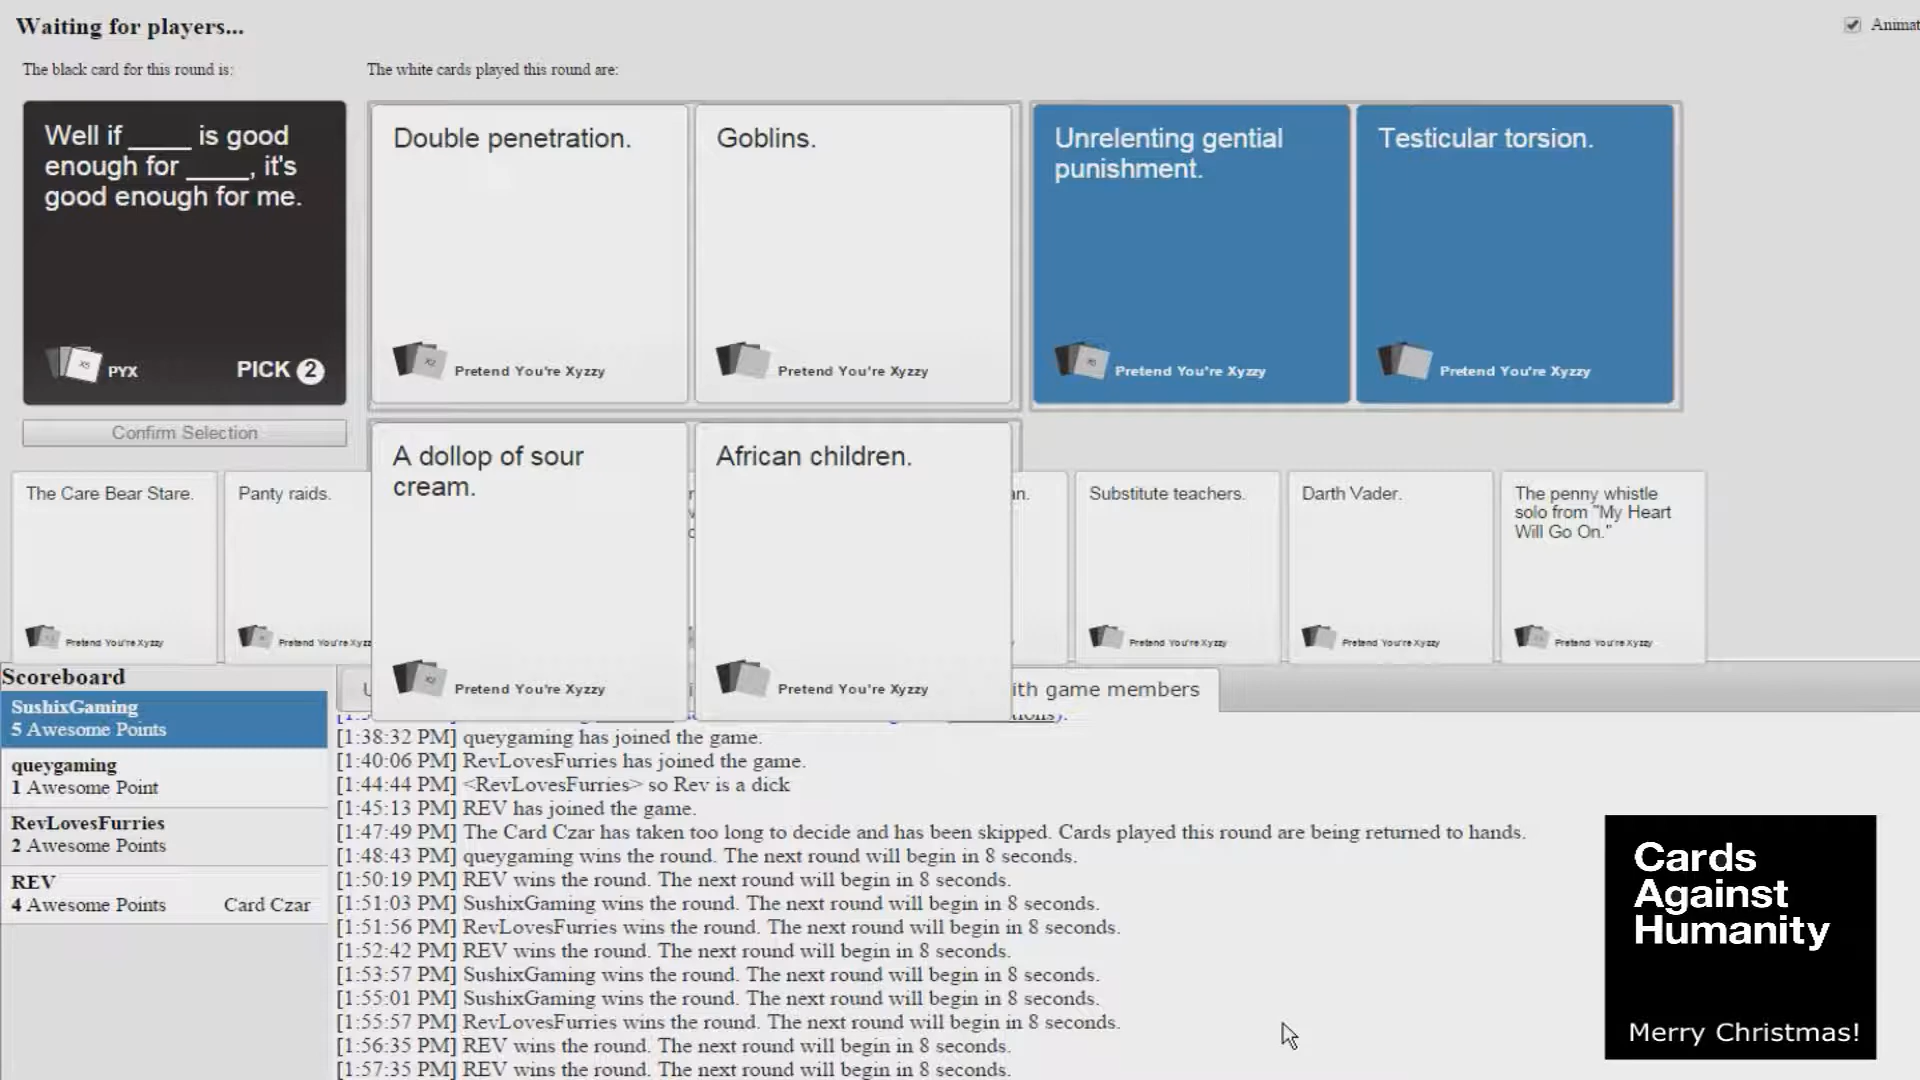 Waiting for players...
Animat
The black card for this round is:
The white cards played this round are:
Well if ____ is good
enough for ____, it's
good enough for me.
PYX
PICK 2
Double penetration.
Pretend You're Xyzzy
Goblins.
Pretend You're Xyzzy
Unrelenting gential
punishment.
Pretend You're Xyzzy
Testicular torsion.
Pretend You're Xyzzy
Confirm Selection
A dollop of sour
cream.
Pretend You're Xyzzy
African children.
Pretend You're Xyzzy
The Care Bear Stare.
Pretend You're Xyzzy
Panty raids.
Pretend You're Xyzzy
Substitute teachers.
Pretend You're Xyzzy
Darth Vader.
Pretend You're Xyzzy
The penny whistle
solo from "My Heart
Will Go On."
Pretend You're Xyzzy
Scoreboard
SushixGaming
5 Awesome Points
queygaming
1 Awesome Point
RevLovesFurries
2 Awesome Points
REV
4 Awesome Points Card Czar
ith game members
[1:38:32 PM] queygaming has joined the game.
[1:40:06 PM] RevLovesFurries has joined the game.
[1:44:44 PM] <RevLovesFurries> so Rev is a dick
[1:45:13 PM] REV has joined the game.
[1:47:49 PM] The Card Czar has taken too long to decide and has been skipped. Cards played this round are being returned to hands.
[1:48:43 PM] queygaming wins the round. The next round will begin in 8 seconds.
[1:50:19 PM] REV wins the round. The next round will begin in 8 seconds.
[1:51:03 PM] SushixGaming wins the round. The next round will begin in 8 seconds.
[1:51:56 PM] RevLovesFurries wins the round. The next round will begin in 8 seconds.
[1:52:42 PM] REV wins the round. The next round will begin in 8 seconds.
[1:53:57 PM] SushixGaming wins the round. The next round will begin in 8 seconds.
[1:55:01 PM] SushixGaming wins the round. The next round will begin in 8 seconds.
[1:55:57 PM] RevLovesFurries wins the round. The next round will begin in 8 seconds.
[1:56:35 PM] REV wins the round. The next round will begin in 8 seconds.
[1:57:35 PM] REV wins the round. The next round will begin in 8 seconds.
Cards
Against
Humanity
Merry Christmas!